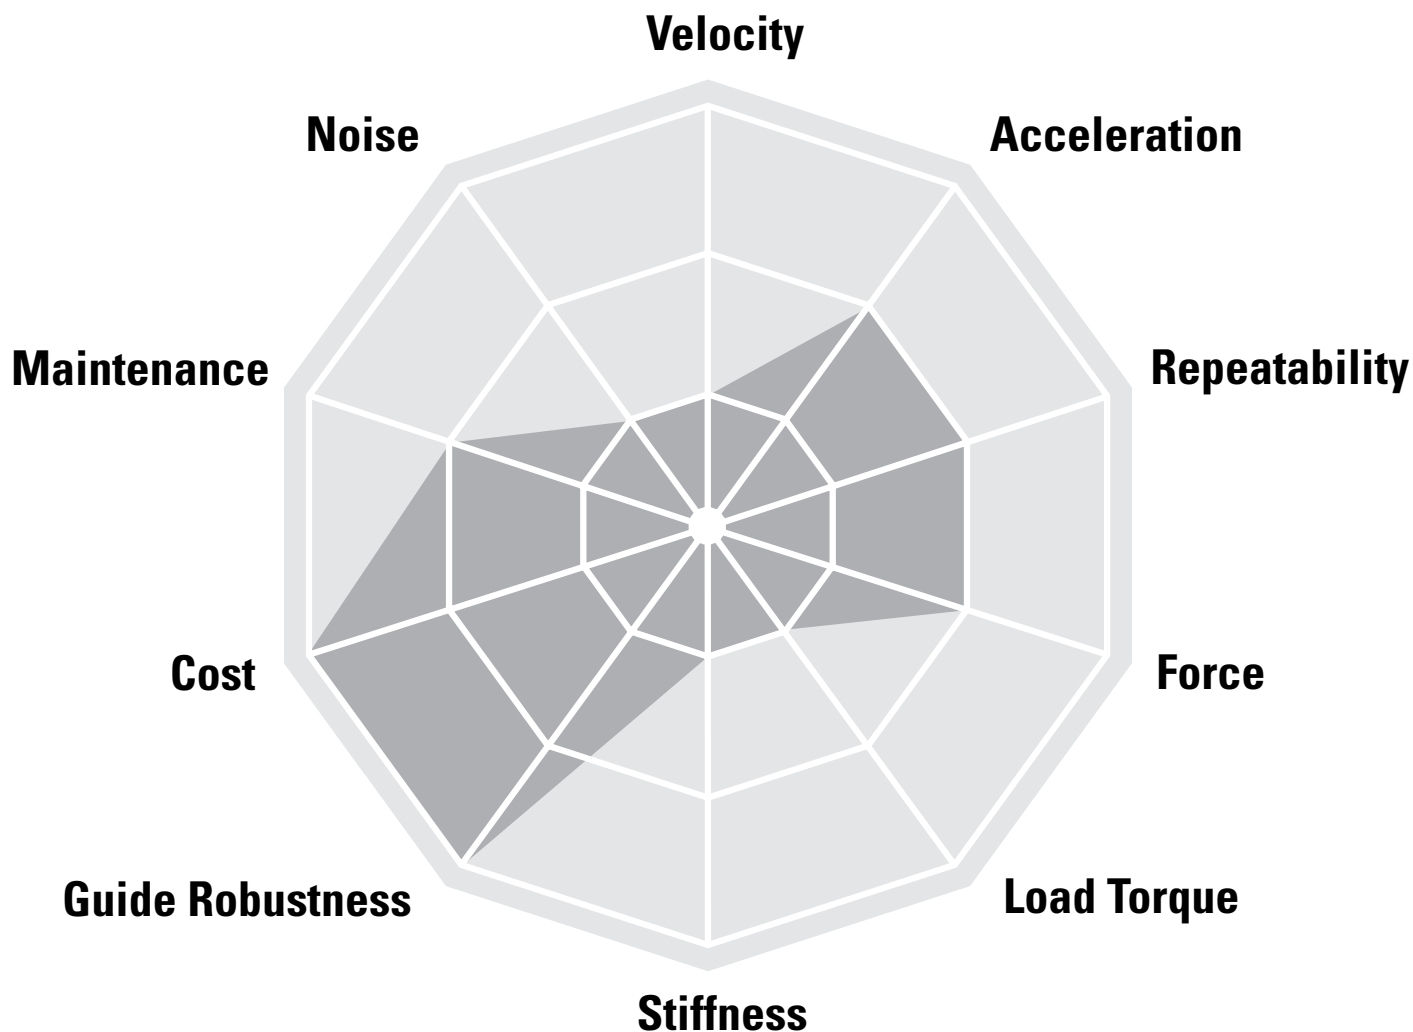 Velocity
Noise
Acceleration
Maintenance
Repeatability
Cost
Force
Guide Robustness
Load Torque
Stiffness